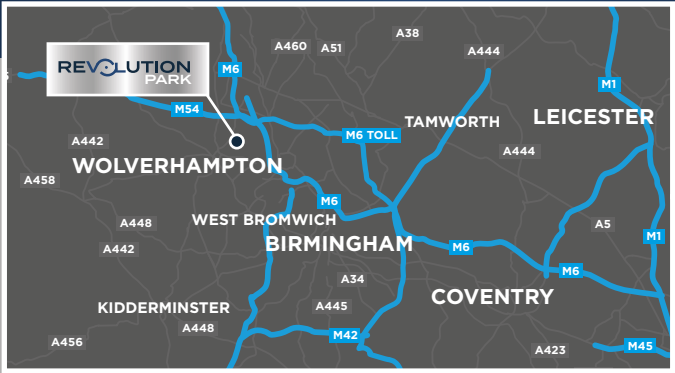 A38
A460
A51
A444
REVOLUTION
PARK
M6
M1
M54
LEICESTER
TAMWORTH
M6 TOLL
A442
A444
WOLVERHAMPTON
A458
M6
WEST BROMWICH
A448
A5
M1
BIRMINGHAM
A442
M6
M6
A34
COVENTRY
KIDDERMINSTER
A445
A448
M42
A456
M45
A423